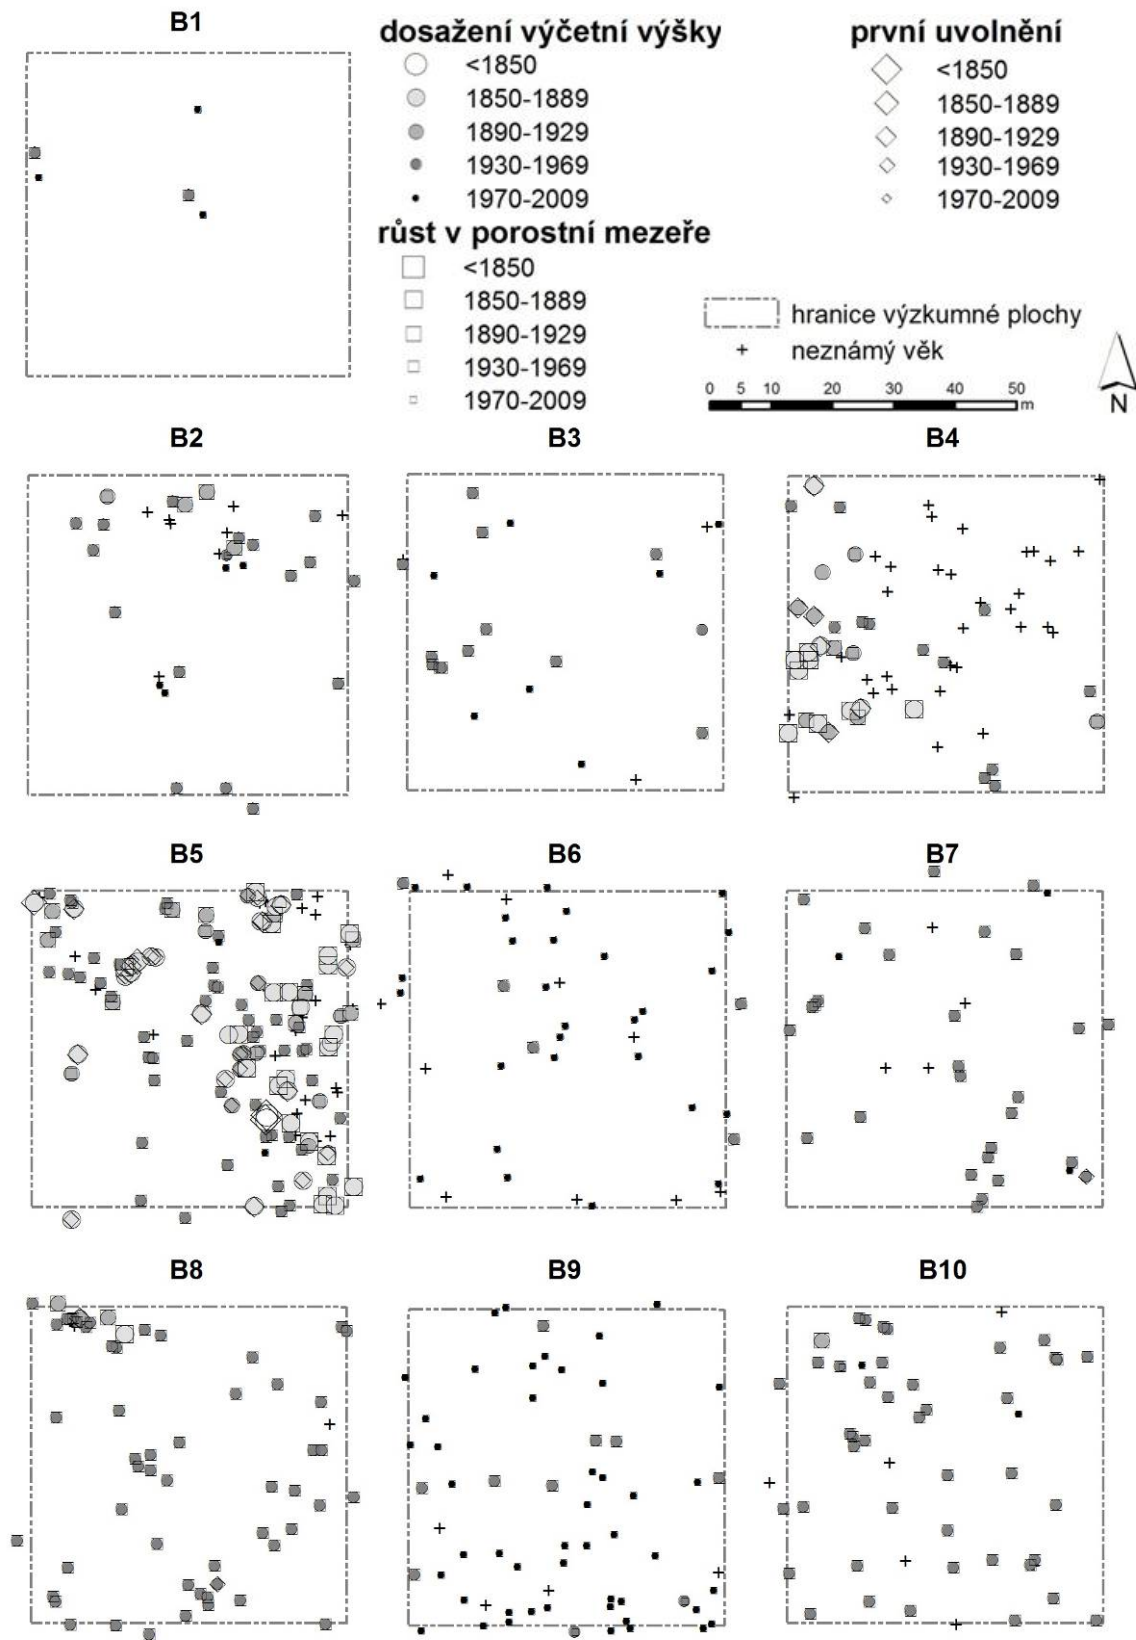 B1
dosažení výčetní výšky
<1850
1850-1889
1890-1929
1930-1969
1970-2009
růst v porostní mezeře
<1850
1850-1889
1890-1929
1930-1969
1970-2009
první uvolnění
<1850
1850-1889
1890-1929
1930-1969
1970-2009
hranice výzkumné plochy
+ neznámý věk
0 5 10 20 30 40 50
m
N
B2 B3 B4
B5 B6 B7
B8 B9 B10